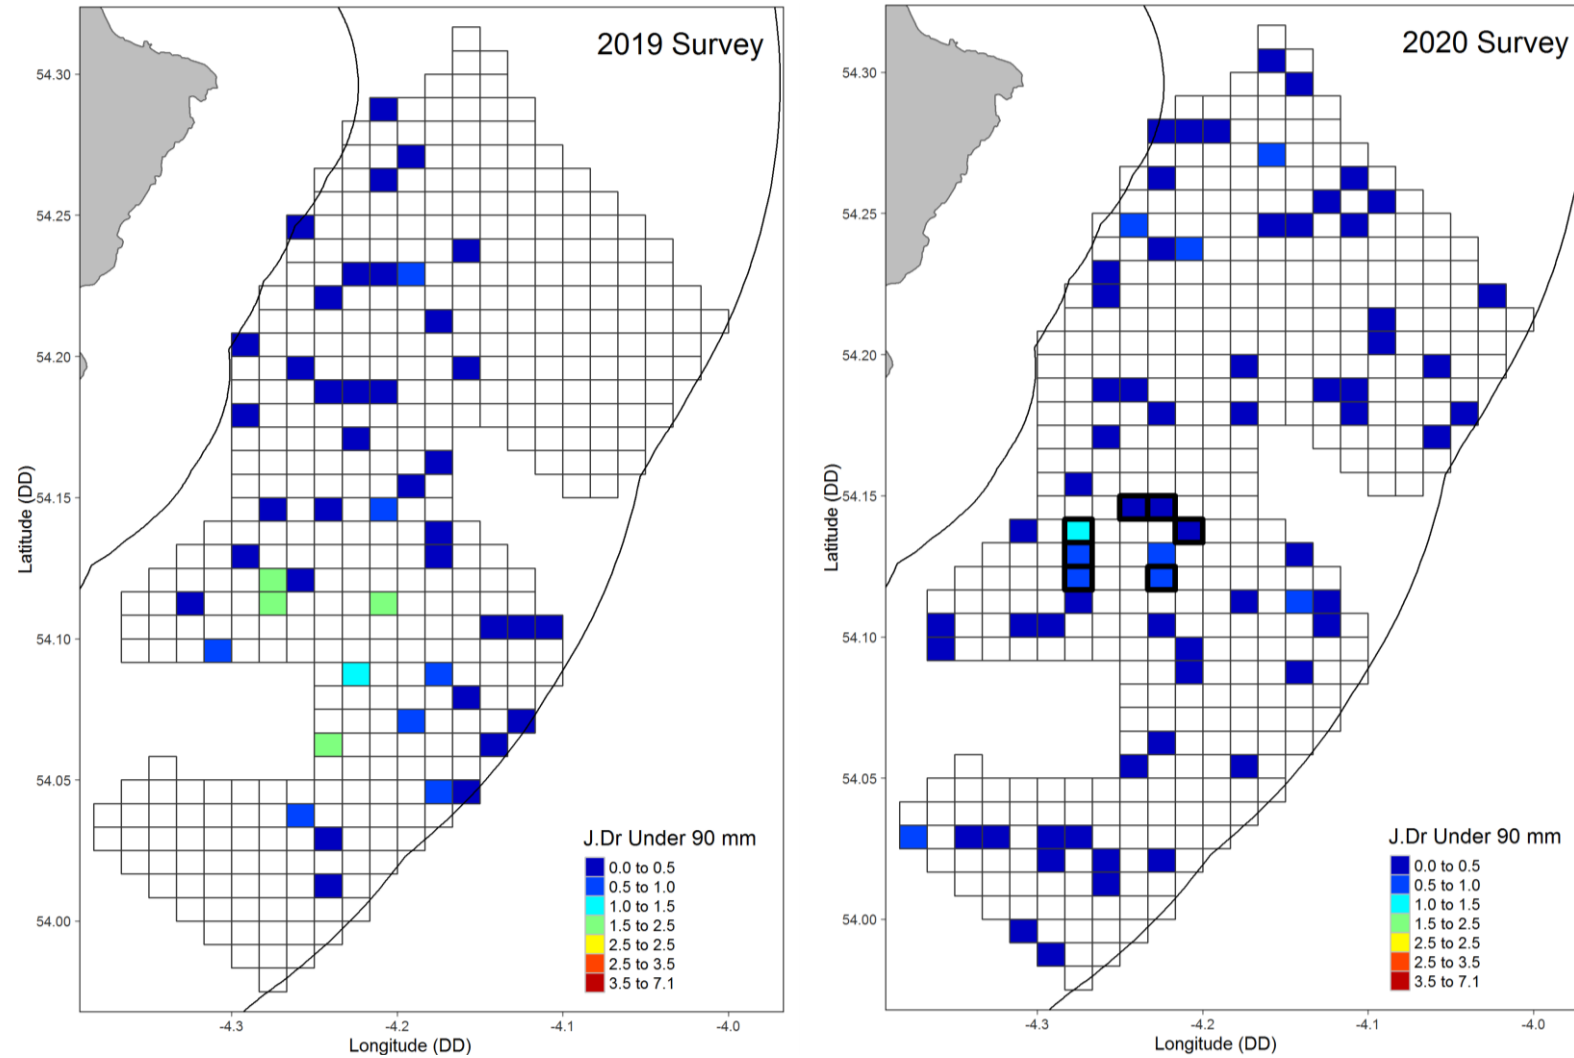 2019 Survey
54.30
54.25
54.20
54.15
54.10
54.05
54.00
Latitude (DD)
J.Dr Under 90 mm
0.0 to 0.5
0.5 to 1.0
1.0 to 1.5
1.5 to 2.5
2.5 to 2.5
2.5 to 3.5
3.5 to 7.1
-4.3
-4.2
-4.1
-4.0
Longitude (DD)
2020 Survey
54.30
54.25
54.20
54.15
54.10
54.05
54.00
Latitude (DD)
J.Dr Under 90 mm
0.0 to 0.5
0.5 to 1.0
1.0 to 1.5
1.5 to 2.5
2.5 to 2.5
2.5 to 3.5
3.5 to 7.1
-4.3
-4.2
-4.1
-4.0
Longitude (DD)